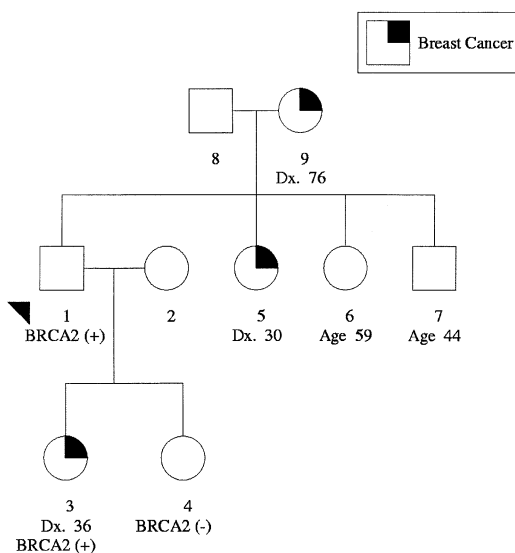 Breast Cancer
8 9
Dx. 76
1 2 5 6 7
BRCA2 (+) Dx. 30 Age 59 Age 44
3 4
Dx. 36 BRCA2 (-)
BRCA2 (+)